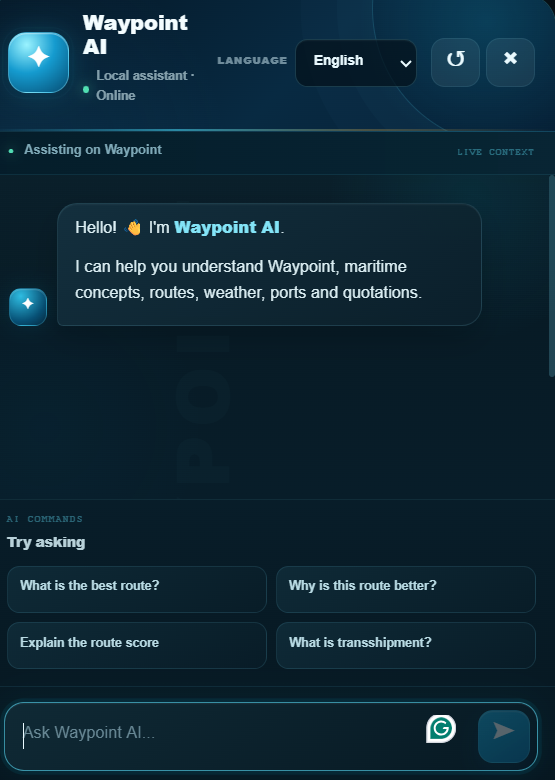 Waypoint
AI
Local assistant ·
Online
LANGUAGE
English
Assisting on Waypoint
LIVE CONTEXT
Hello! 👋 I'm Waypoint AI.
I can help you understand Waypoint, maritime
concepts, routes, weather, ports and quotations.
AI COMMANDS
Try asking
What is the best route?
Why is this route better?
Explain the route score
What is transshipment?
Ask Waypoint AI...